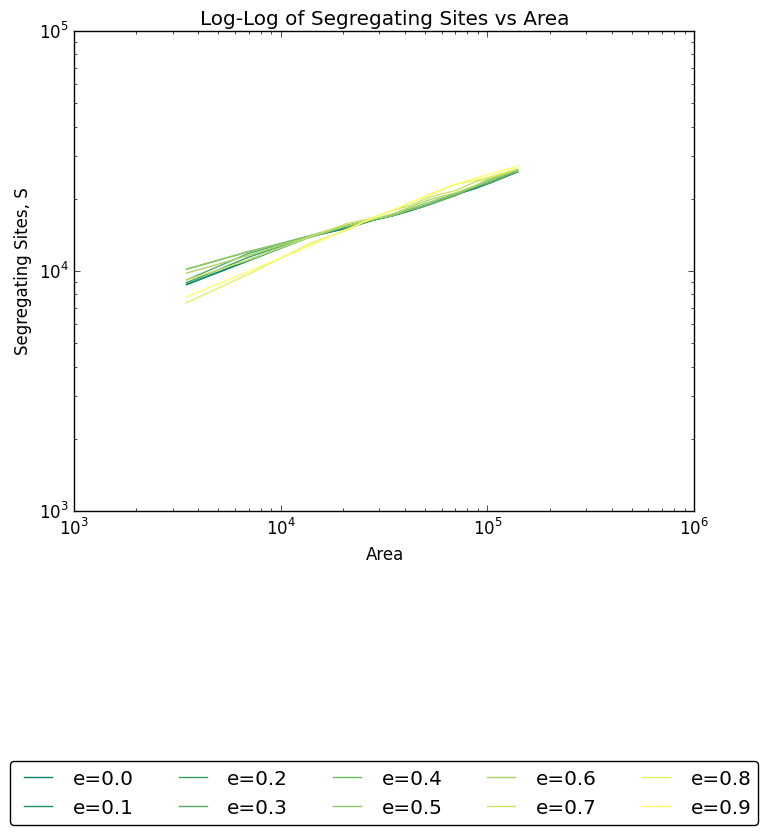 Log-Log of Segregating Sites vs Area
10^5
10^4
10^3
Segregating Sites, S
10^3 10^4 10^5 10^6
Area
e=0.0 e=0.2 e=0.4 e=0.6 e=0.8
e=0.1 e=0.3 e=0.5 e=0.7 e=0.9